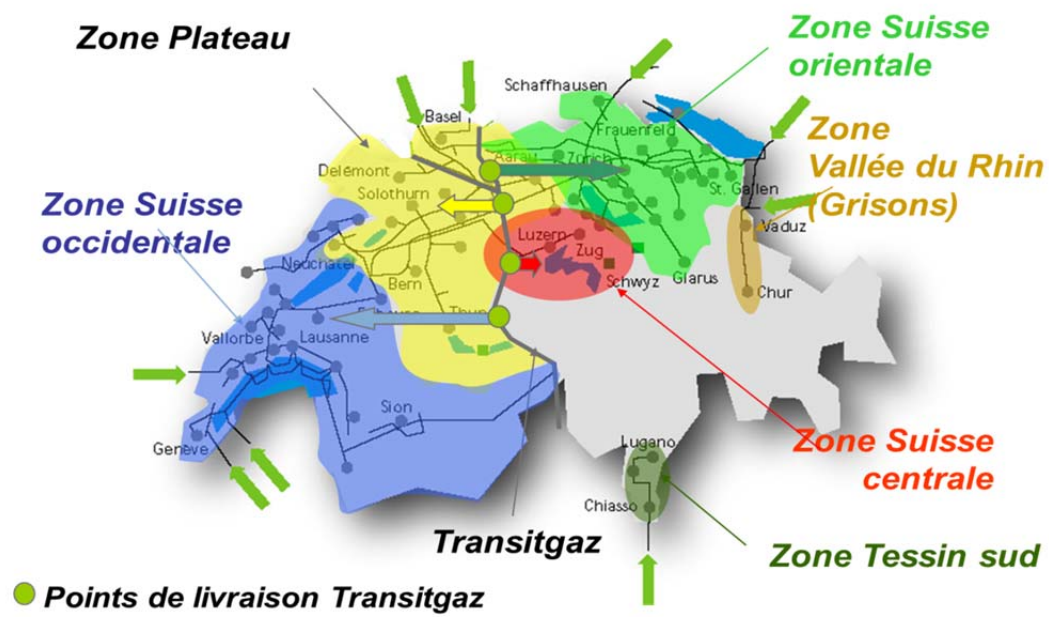 Zone Plateau
Zone Suisse
orientale
Schaffhausen
Basel
Frauenfeld
Zone
Vallée du Rhin
(Grisons)
Aarau
Zürich
Delémont
Solothurn
St. Gallen
Zone Suisse
occidentale
Vaduz
Luzern
Zug
Neuchâtel
Bern
Schwyz
Glarus
Chur
Thun
Vallorbe
Lausanne
Sion
Genève
Lugano
Zone Suisse
centrale
Chiasso
Transitgaz
Zone Tessin sud
Points de livraison Transitgaz